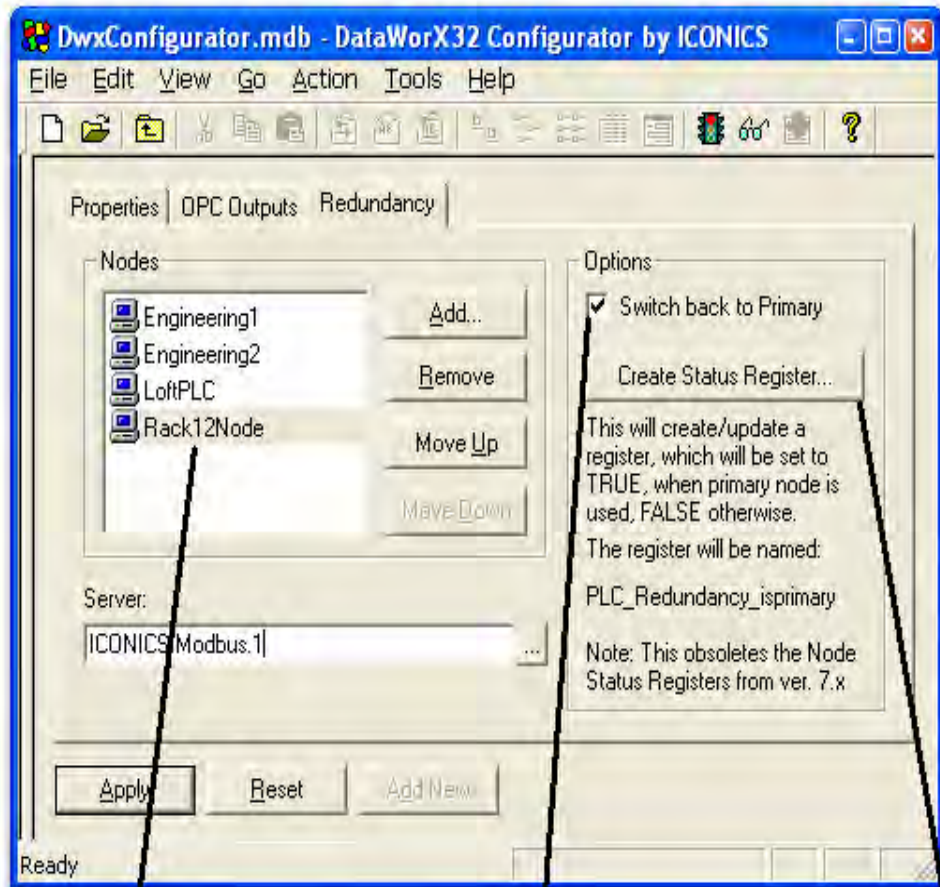 DwxConfigurator.mdb - DataWorX32 Configurator by ICONICS
File Edit View Go Action Tools Help
Properties OPC Outputs Redundancy
Nodes
Engineering1
Engineering2
LoftPLC
Rack12Node
Add...
Remove
Move Up
Move Down
Server:
ICONICS.Modbus.1
...
Options
Switch back to Primary
Create Status Register...
This will create/update a
register, which will be set to
TRUE, when primary node is
used, FALSE otherwise.
The register will be named:
PLC_Redundancy_isprimary
Note: This obsoletes the Node
Status Registers from ver. 7.x
Apply Reset Add New
Ready